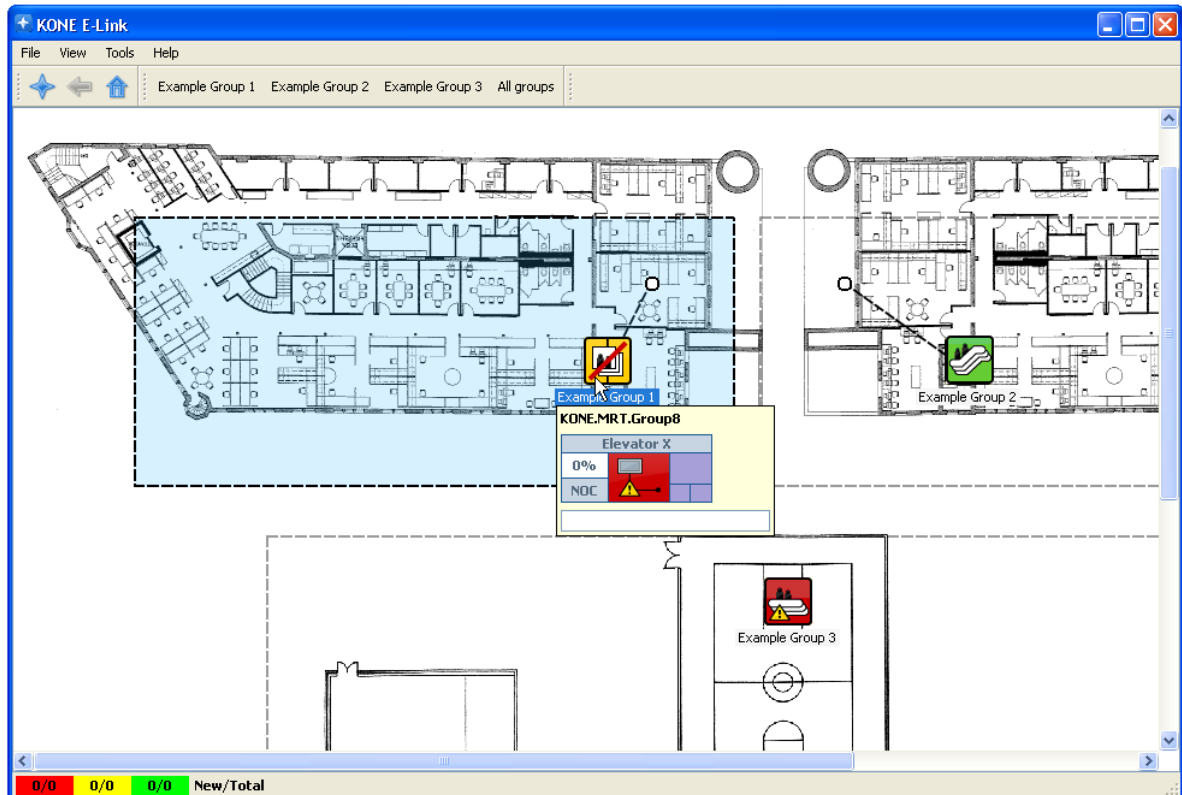 KONE E-Link
File View Tools Help
Example Group 1 Example Group 2 Example Group 3 All groups
Example Group 1
Example Group 2
KONE.MRT.Group8
Elevator X
0%
NOC
Example Group 3
0/0 0/0 0/0 New/Total